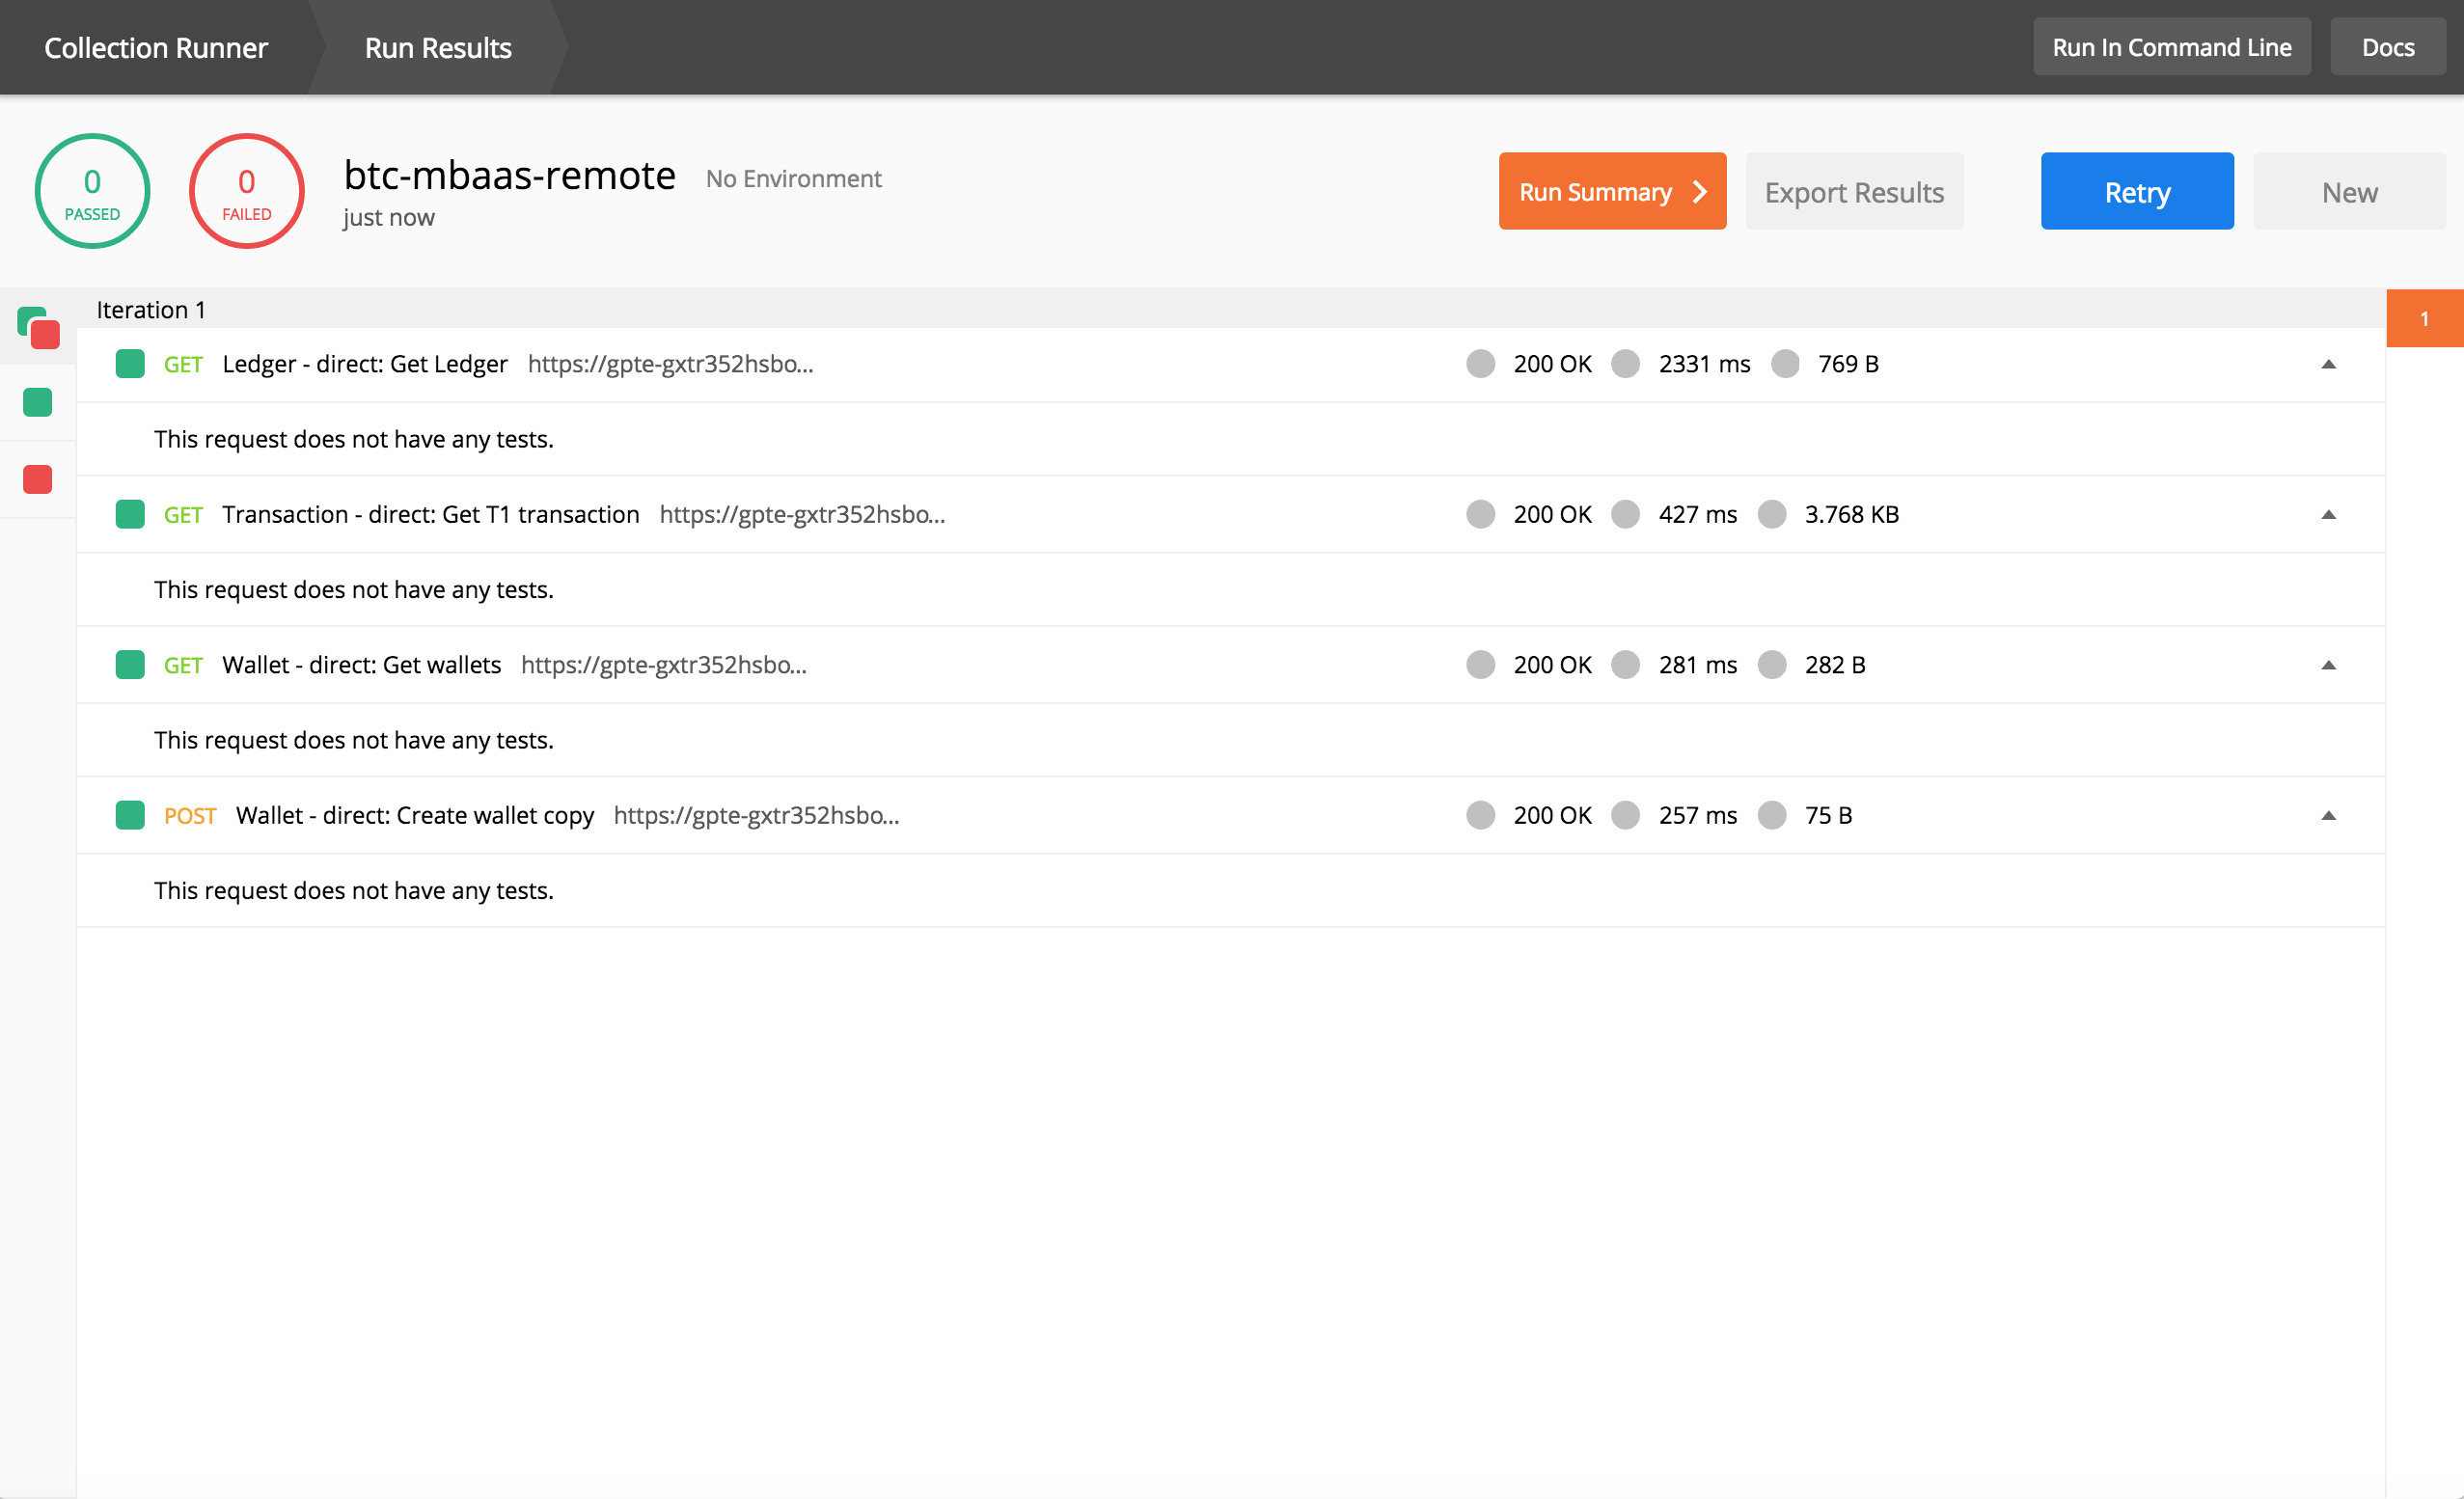 Collection Runner Run Results Run In Command Line Docs
0 PASSED
0 FAILED
btc-mbaas-remote No Environment
just now
Run Summary Export Results Retry New
Iteration 1
1
GET Ledger - direct: Get Ledger https://gpte-gxtr352hsbo... 200 OK 2331 ms 769 B
This request does not have any tests.
GET Transaction - direct: Get T1 transaction https://gpte-gxtr352hsbo... 200 OK 427 ms 3.768 KB
This request does not have any tests.
GET Wallet - direct: Get wallets https://gpte-gxtr352hsbo... 200 OK 281 ms 282 B
This request does not have any tests.
POST Wallet - direct: Create wallet copy https://gpte-gxtr352hsbo... 200 OK 257 ms 75 B
This request does not have any tests.